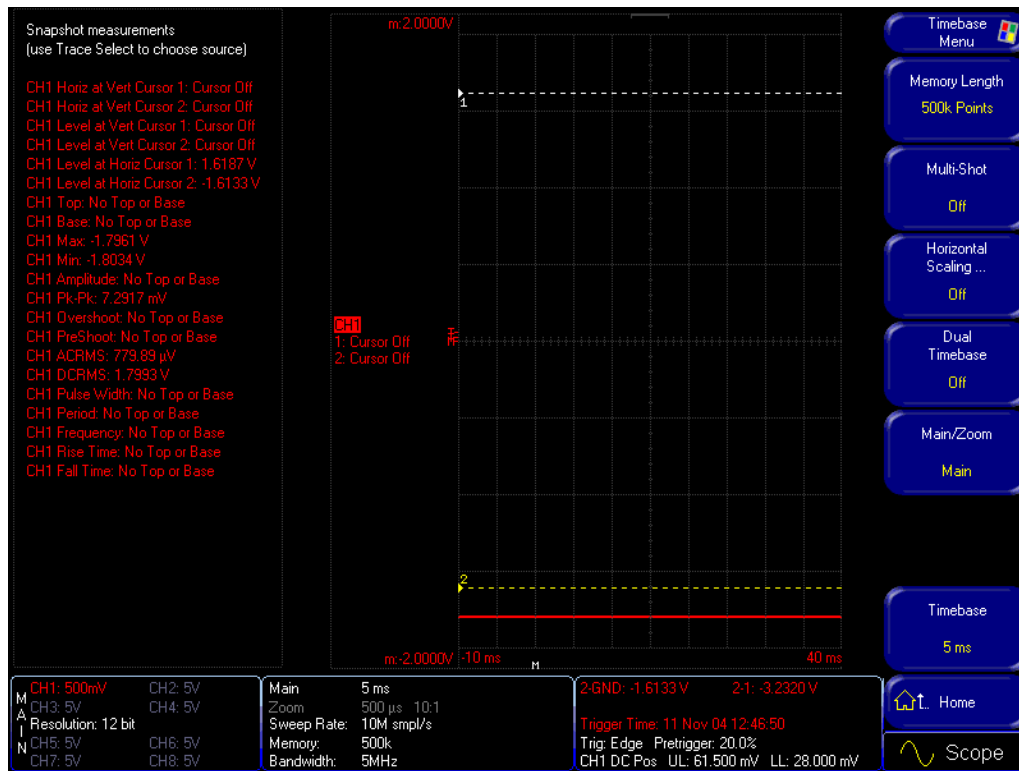 Snapshot measurements
(use Trace Select to choose source)
CH1 Horiz at Vert Cursor 1: Cursor Off
CH1 Horiz at Vert Cursor 2: Cursor Off
CH1 Level at Vert Cursor 1: Cursor Off
CH1 Level at Vert Cursor 2: Cursor Off
CH1 Level at Horiz Cursor 1: 1.6187 V
CH1 Level at Horiz Cursor 2: -1.6133 V
CH1 Top: No Top or Base
CH1 Base: No Top or Base
CH1 Max: -1.7961 V
CH1 Min: -1.8034 V
CH1 Amplitude: No Top or Base
CH1 Pk-Pk: 7.2917 mV
CH1 Overshoot: No Top or Base
CH1 PreShoot: No Top or Base
CH1 ACRMS: 779.89 µV
CH1 DCRMS: 1.7993 V
CH1 Pulse Width: No Top or Base
CH1 Period: No Top or Base
CH1 Frequency: No Top or Base
CH1 Rise Time: No Top or Base
CH1 Fall Time: No Top or Base
m:2.0000V
1
CH1
1: Cursor Off
2: Cursor Off
2
m:-2.0000V
-10 ms
M
40 ms
Timebase
Menu
Memory Length
500k Points
Multi-Shot
Off
Horizontal
Scaling ...
Off
Dual
Timebase
Off
Main/Zoom
Main
Timebase
5 ms
Home
Scope
MAIN
CH1: 500mV CH2: 5V
CH3: 5V CH4: 5V
Resolution: 12 bit
CH5: 5V CH6: 5V
CH7: 5V CH8: 5V
Main 5 ms
Zoom 500 µs 10:1
Sweep Rate: 10M smpl/s
Memory: 500k
Bandwidth: 5MHz
2-GND: -1.6133 V 2-1: -3.2320 V
Trigger Time: 11 Nov 04 12:46:50
Trig: Edge Pretrigger: 20.0%
CH1 DC Pos UL: 61.500 mV LL: 28.000 mV